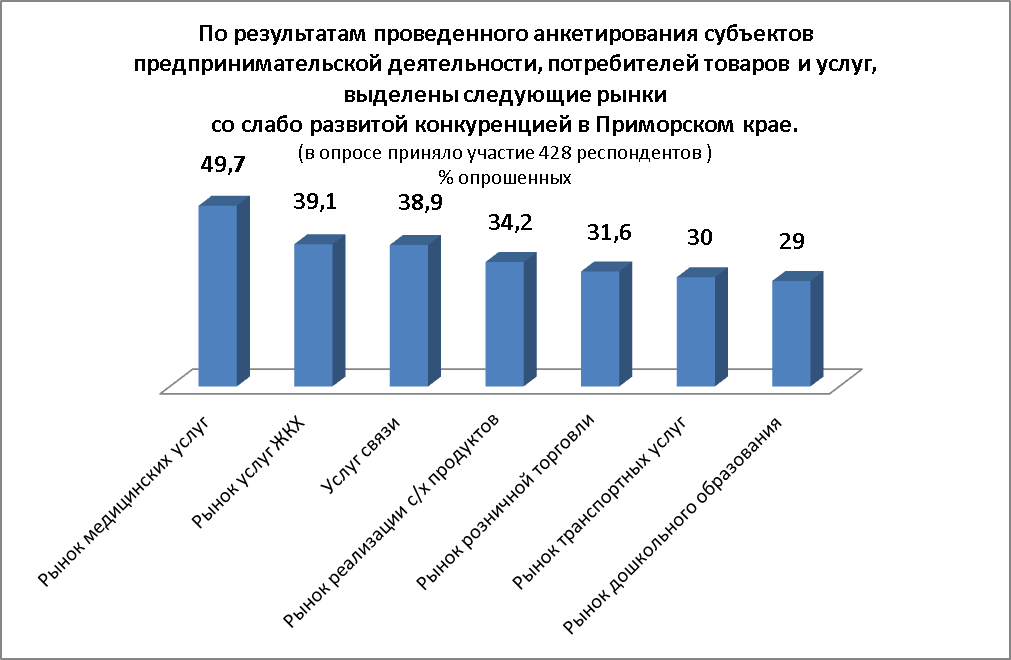 По результатам проведенного анкетирования субъектов
предпринимательской деятельности, потребителей товаров и услуг,
выделены следующие рынки
со слабо развитой конкуренцией в Приморском крае.
(в опросе приняло участие 428 респондентов )
% опрошенных
49,7
39,1
38,9
34,2
31,6
30
29
Рынок медицинских услуг
Рынок услуг ЖКХ
Услуг связи
Рынок реализации с/х продуктов
Рынок розничной торговли
Рынок транспортных услуг
Рынок дошкольного образования